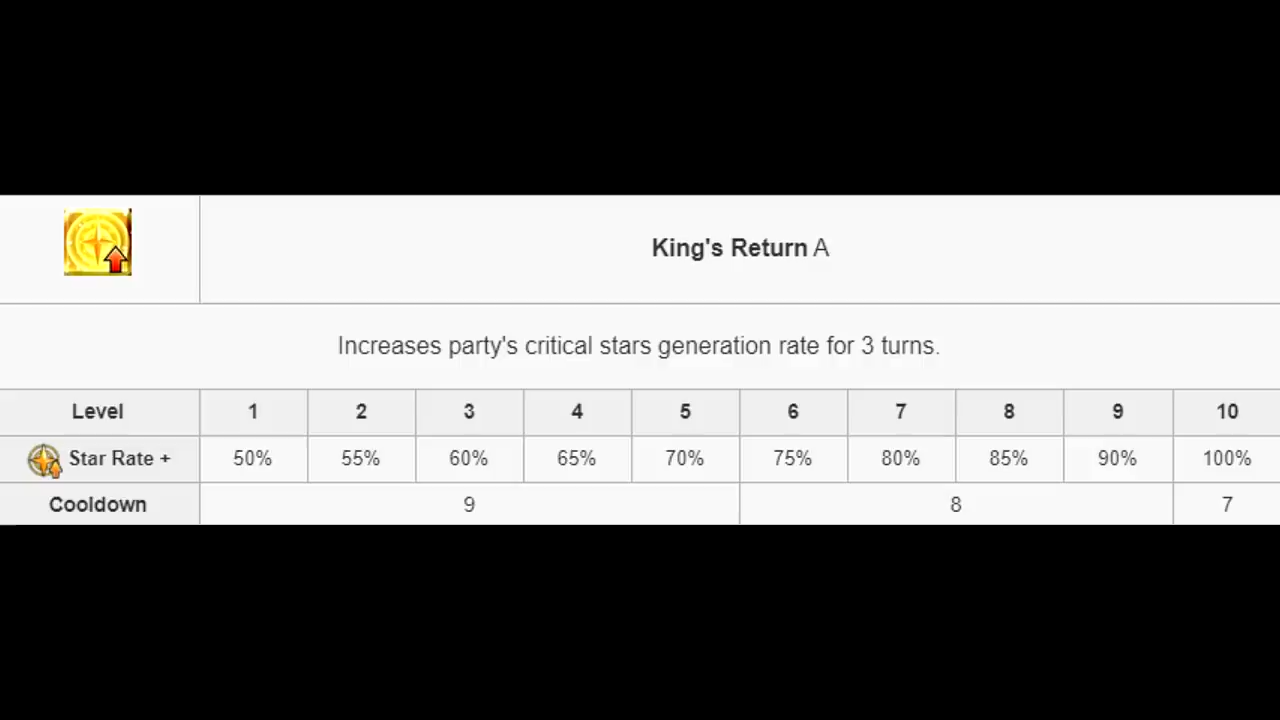 King's Return A
Increases party's critical stars generation rate for 3 turns.
Level 1 2 3 4 5 6 7 8 9 10
Star Rate + 50% 55% 60% 65% 70% 75% 80% 85% 90% 100%
Cooldown 9 8 7